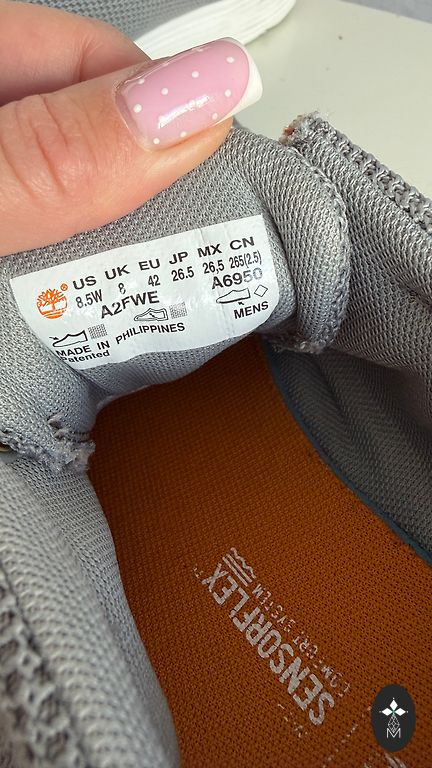 US UK EU JP MX CN
8.5W 8 42 26.5 26,5 265(2.5)
A2FWE A6950
MADE IN PHILIPPINES MENS
Patented
SENSORFLEX™
COMFORT SYSTEM
M